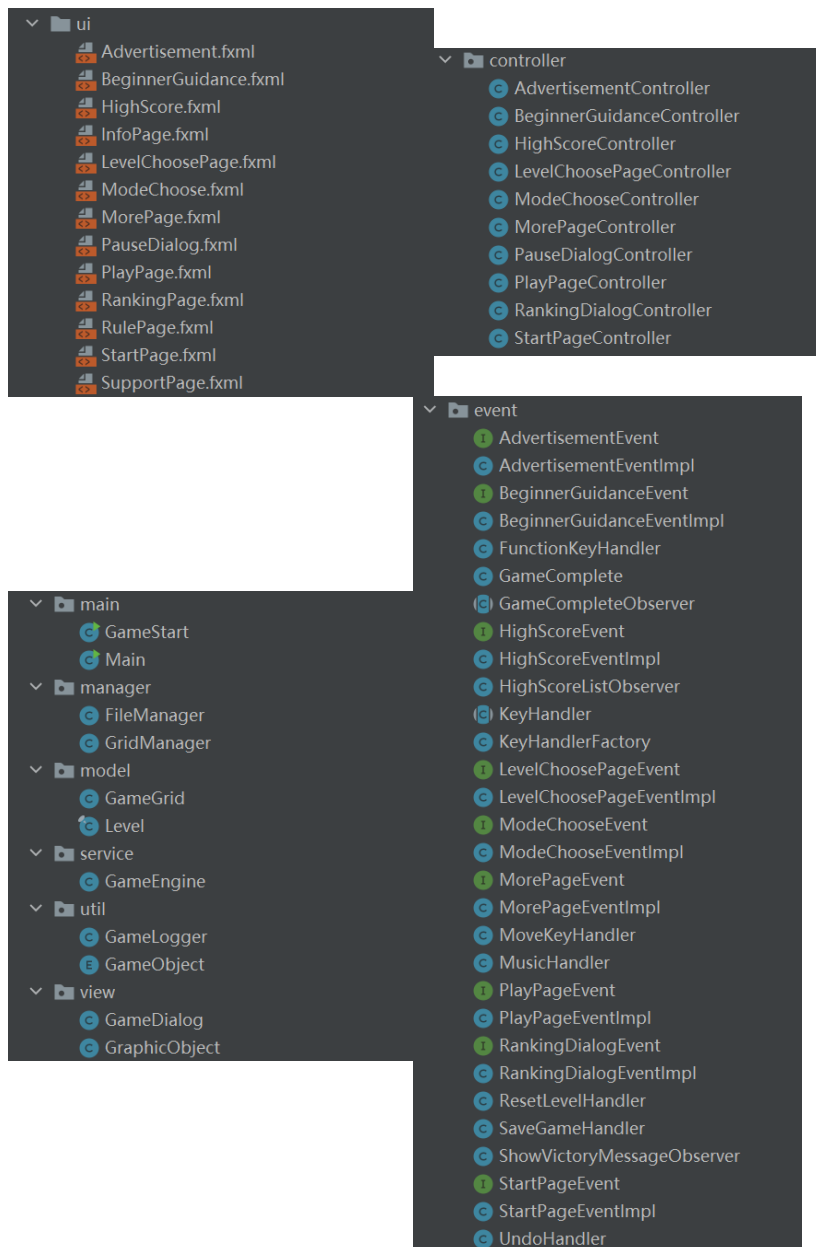 ui
Advertisement.fxml
BeginnerGuidance.fxml
HighScore.fxml
InfoPage.fxml
LevelChoosePage.fxml
ModeChoose.fxml
MorePage.fxml
PauseDialog.fxml
PlayPage.fxml
RankingPage.fxml
RulePage.fxml
StartPage.fxml
SupportPage.fxml
controller
AdvertisementController
BeginnerGuidanceController
HighScoreController
LevelChoosePageController
ModeChooseController
MorePageController
PauseDialogController
PlayPageController
RankingDialogController
StartPageController
main
GameStart
Main
manager
FileManager
GridManager
model
GameGrid
Level
service
GameEngine
util
GameLogger
GameObject
view
GameDialog
GraphicObject
event
AdvertisementEvent
AdvertisementEventImpl
BeginnerGuidanceEvent
BeginnerGuidanceEventImpl
FunctionKeyHandler
GameComplete
GameCompleteObserver
HighScoreEvent
HighScoreEventImpl
HighScoreListObserver
KeyHandler
KeyHandlerFactory
LevelChoosePageEvent
LevelChoosePageEventImpl
ModeChooseEvent
ModeChooseEventImpl
MorePageEvent
MorePageEventImpl
MoveKeyHandler
MusicHandler
PlayPageEvent
PlayPageEventImpl
RankingDialogEvent
RankingDialogEventImpl
ResetLevelHandler
SaveGameHandler
ShowVictoryMessageObserver
StartPageEvent
StartPageEventImpl
UndoHandler